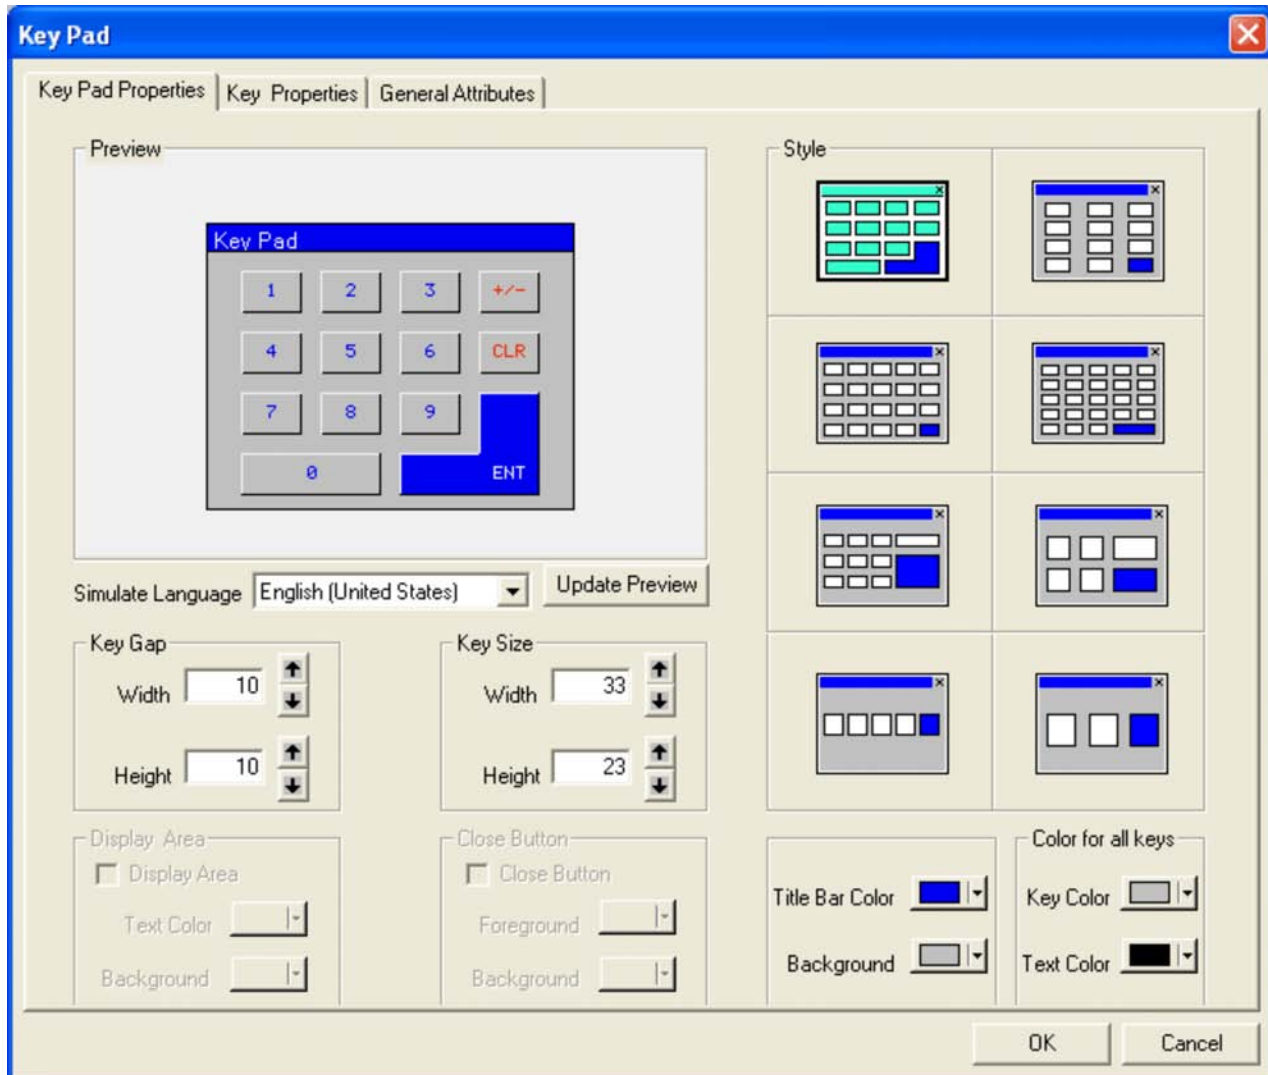 Key Pad
Key Pad Properties
Key Properties
General Attributes
Preview
Key Pad
1 2 3 +/-
4 5 6 CLR
7 8 9
0 ENT
Simulate Language English (United States) Update Preview
Key Gap
Width 10
Height 10
Key Size
Width 33
Height 23
Display Area
Display Area
Text Color
Background
Close Button
Close Button
Foreground
Background
Style
Title Bar Color
Background
Color for all keys
Key Color
Text Color
OK
Cancel